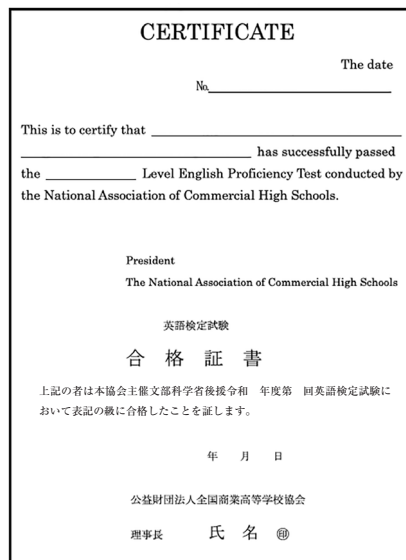 CERTIFICATE
The date
No.
This is to certify that
has successfully passed
the Level English Proficiency Test conducted by
the National Association of Commercial High Schools.
President
The National Association of Commercial High Schools
英語検定試験
合格証書
上記の者は本協会主催文部科学省後援令和　年度第　回英語検定試験に
おいて表記の級に合格したことを証します。
年　月　日
公益財団法人全国商業高等学校協会
理事長　氏名 ㊞